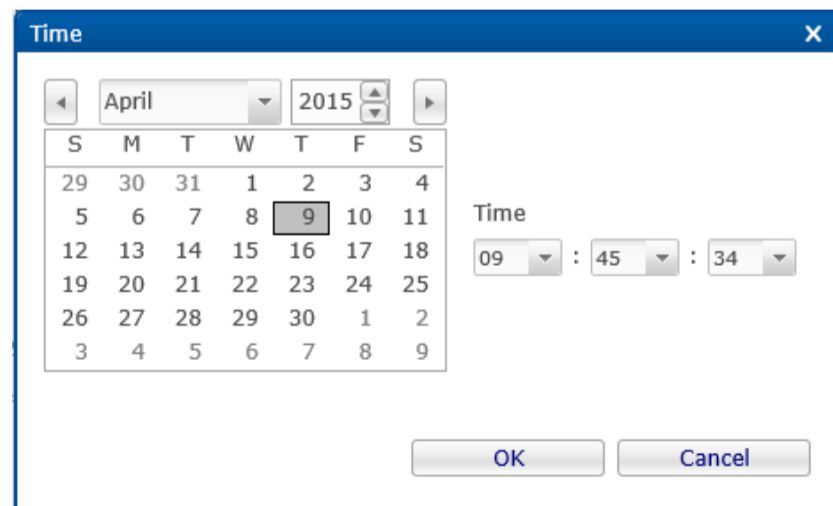 Time X
April 2015
S M T W T F S
29 30 31 1 2 3 4
5 6 7 8 9 10 11
12 13 14 15 16 17 18
19 20 21 22 23 24 25
26 27 28 29 30 1 2
3 4 5 6 7 8 9
Time
09 : 45 : 34
OK Cancel